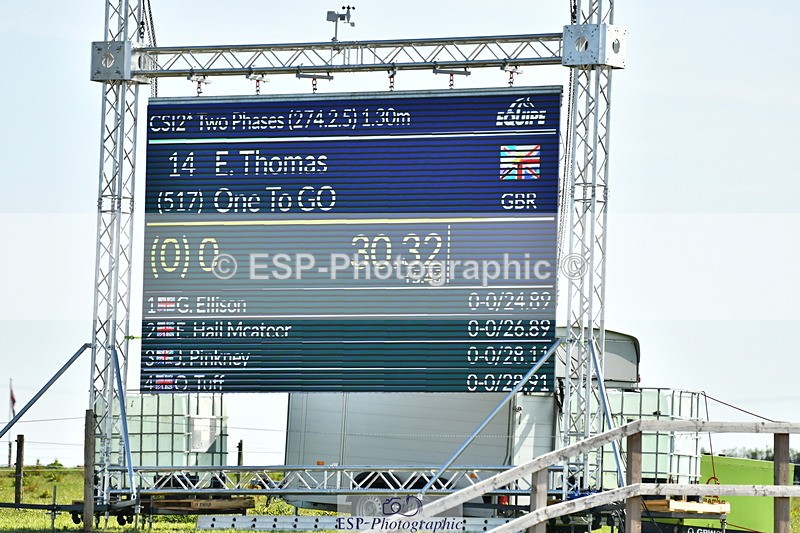 CSI2* Two Phases (274.2.5) 1.30m
EQUIPE
14 E. Thomas
(517) One To GO
GBR
(0) 0 30.32
© ESP-Photographic ©
1 G. Ellison 0-0/24.89
2 E. Hall Mcateer 0-0/26.89
3 J. Pinkney
4 O. Tuff 0-0/28.91
ESP-Photographic